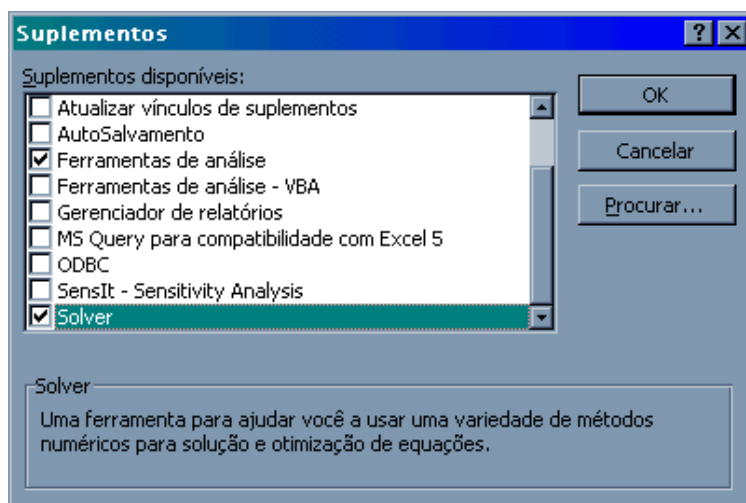 Suplementos
Suplementos disponíveis:
Atualizar vínculos de suplementos
AutoSalvamento
Ferramentas de análise
Ferramentas de análise - VBA
Gerenciador de relatórios
MS Query para compatibilidade com Excel 5
ODBC
SensIt - Sensitivity Analysis
Solver
OK
Cancelar
Procurar...
Solver
Uma ferramenta para ajudar você a usar uma variedade de métodos
numéricos para solução e otimização de equações.